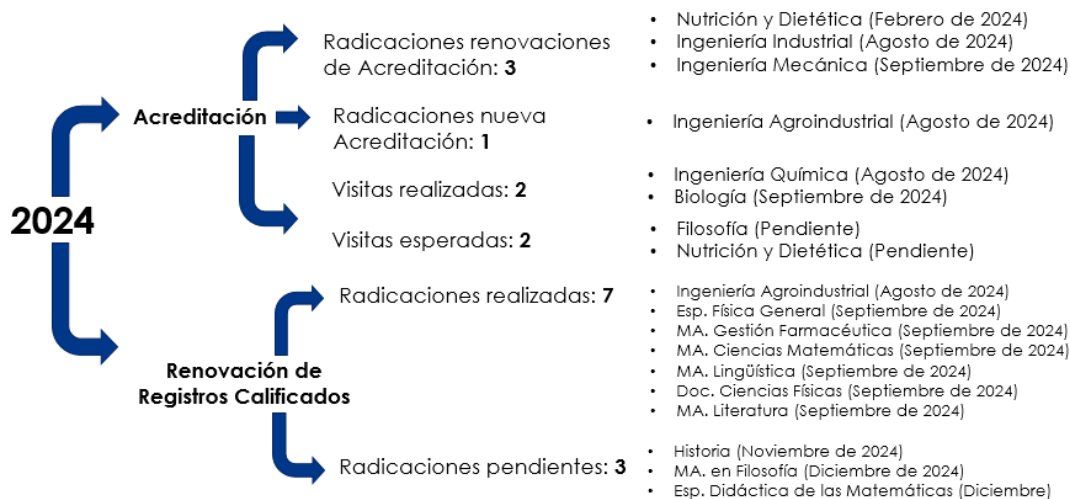 2024
Acreditación
Radicaciones renovaciones
de Acreditación: 3
• Nutrición y Dietética (Febrero de 2024)
• Ingeniería Industrial (Agosto de 2024)
• Ingeniería Mecánica (Septiembre de 2024)
Radicaciones nueva
Acreditación: 1
• Ingeniería Agroindustrial (Agosto de 2024)
Visitas realizadas: 2
• Ingeniería Química (Agosto de 2024)
• Biología (Septiembre de 2024)
Visitas esperadas: 2
• Filosofía (Pendiente)
• Nutrición y Dietética (Pendiente)
Renovación de
Registros Calificados
Radicaciones realizadas: 7
• Ingeniería Agroindustrial (Agosto de 2024)
• Esp. Física General (Septiembre de 2024)
• MA. Gestión Farmacéutica (Septiembre de 2024)
• MA. Ciencias Matemáticas (Septiembre de 2024)
• MA. Lingüística (Septiembre de 2024)
• Doc. Ciencias Físicas (Septiembre de 2024)
• MA. Literatura (Septiembre de 2024)
Radicaciones pendientes: 3
• Historia (Noviembre de 2024)
• MA. en Filosofía (Diciembre de 2024)
• Esp. Didáctica de las Matemáticas (Diciembre)